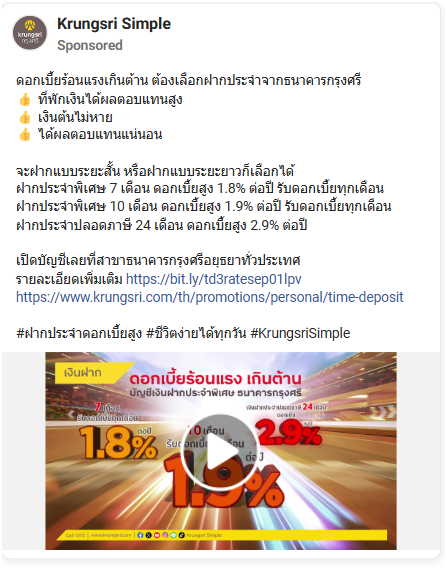 Krungsri Simple
Sponsored
krungsri
กรุงศรี
ดอกเบี้ยร้อนแรงเกินต้าน ต้องเลือกฝากประจำจากธนาคารกรุงศรี
👍 ที่พักเงินได้ผลตอบแทนสูง
👍 เงินต้นไม่หาย
👍 ได้ผลตอบแทนแน่นอน
จะฝากแบบระยะสั้น หรือฝากแบบระยะยาวก็เลือกได้
ฝากประจำพิเศษ 7 เดือน ดอกเบี้ยสูง 1.8% ต่อปี รับดอกเบี้ยทุกเดือน
ฝากประจำพิเศษ 10 เดือน ดอกเบี้ยสูง 1.9% ต่อปี รับดอกเบี้ยทุกเดือน
ฝากประจำปลอดภาษี 24 เดือน ดอกเบี้ยสูง 2.9% ต่อปี
เปิดบัญชีเลยที่สาขาธนาคารกรุงศรีอยุธยาทั่วประเทศ
รายละเอียดเพิ่มเติม https://bit.ly/td3ratesep01lpv
https://www.krungsri.com/th/promotions/personal/time-deposit
#ฝากประจำดอกเบี้ยสูง #ชีวิตง่ายได้ทุกวัน #KrungsriSimple
เงินฝาก
ดอกเบี้ยร้อนแรง เกินต้าน
บัญชีเงินฝากประจำพิเศษ ธนาคารกรุงศรี
7 เดือน
รับดอกเบี้ยทุกเดือน
1.8%
ต่อปี
0 เดือน
รับดอกเบี้ย เดือน
1.9%
ต่อปี
เงินฝากประจำปลอดภาษี 24 เดือน
ดอกเบี้ย
2.9%
ต่อปี
Call 1572 | www.krungsri.com | Krungsri Simple